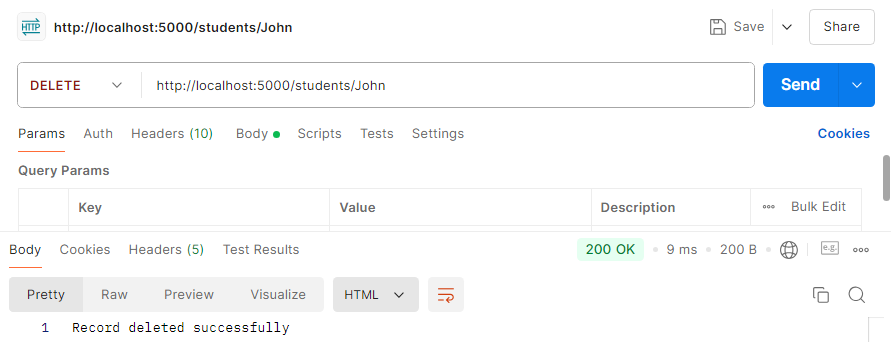 HTTP http://localhost:5000/students/John Save Share
DELETE http://localhost:5000/students/John Send
Params Auth Headers (10) Body Scripts Tests Settings Cookies
Query Params
Key Value Description Bulk Edit
Body Cookies Headers (5) Test Results 200 OK 9 ms 200 B e.g.
Pretty Raw Preview Visualize HTML
1 Record deleted successfully